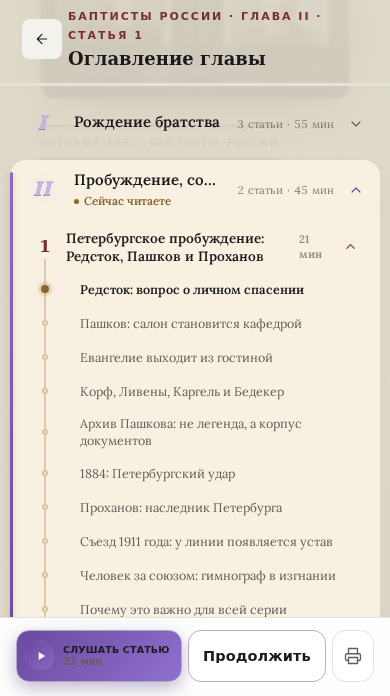 БАПТИСТЫ РОССИИ · ГЛАВА II ·
СТАТЬЯ 1
Оглавление главы
I Рождение братства 3 статьи · 55 мин
ИСТОРИЯ ЕХБ · БАПТИСТЫ РОССИИ
II Пробуждение, со... 2 статьи · 45 мин
Сейчас читаете
1 Петербургское пробуждение: 21
Редсток, Пашков и Проханов мин
Редсток: вопрос о личном спасении
Пашков: салон становится кафедрой
Евангелие выходит из гостиной
Корф, Ливены, Каргель и Бедекер
Архив Пашкова: не легенда, а корпус
документов
1884: Петербургский удар
Проханов: наследник Петербурга
Съезд 1911 года: у линии появляется устав
Человек за союзом: гимнограф в изгнании
Почему это важно для всей серии
СЛУШАТЬ СТАТЬЮ
21 мин
Продолжить